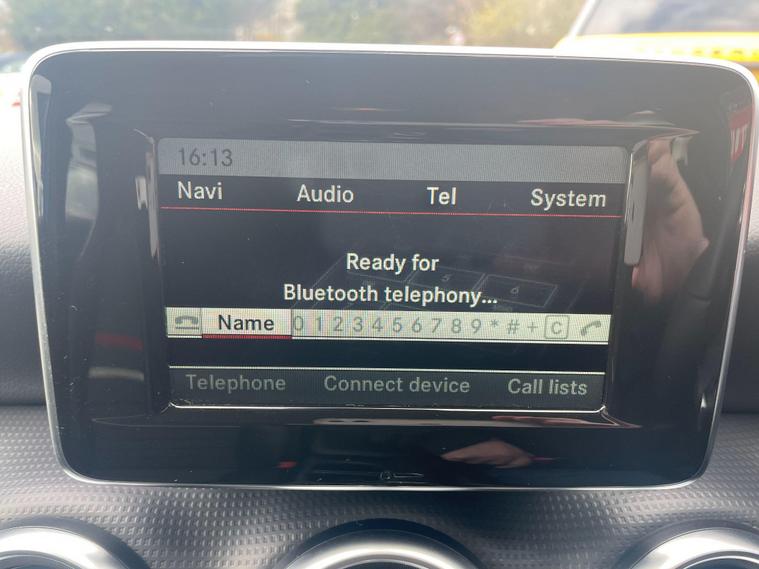 16:13
Navi Audio Tel System
Ready for
Bluetooth telephony...
Name 0 1 2 3 4 5 6 7 8 9 * # + C
Telephone Connect device Call lists